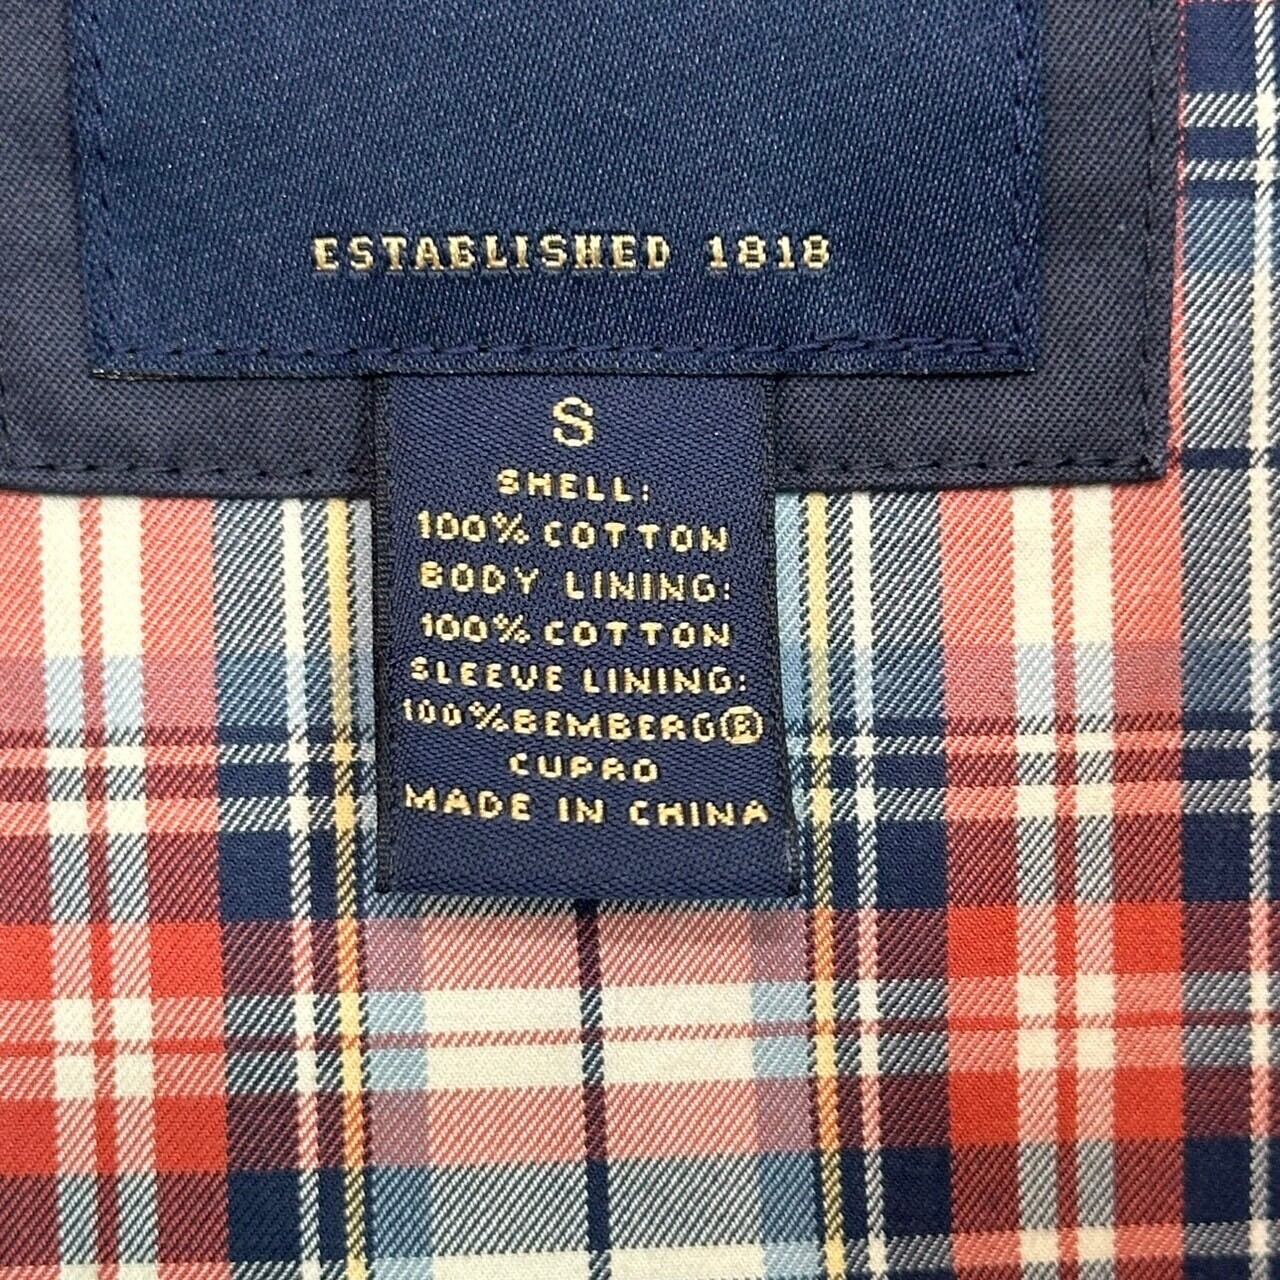 ESTABLISHED 1818
S
SHELL:
100% COTTON
BODY LINING:
100% COTTON
SLEEVE LINING:
100%BEMBERG®
CUPRO
MADE IN CHINA